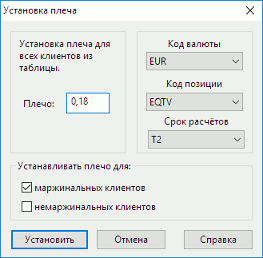 Установка плеча
Установка плеча для
всех клиентов из
таблицы.
Плечо:
0,18
Код валюты
EUR
Код позиции
EQTV
Срок расчётов
T2
Устанавливать плечо для:
маржинальных клиентов
немаржинальных клиентов
Установить
Отмена
Справка